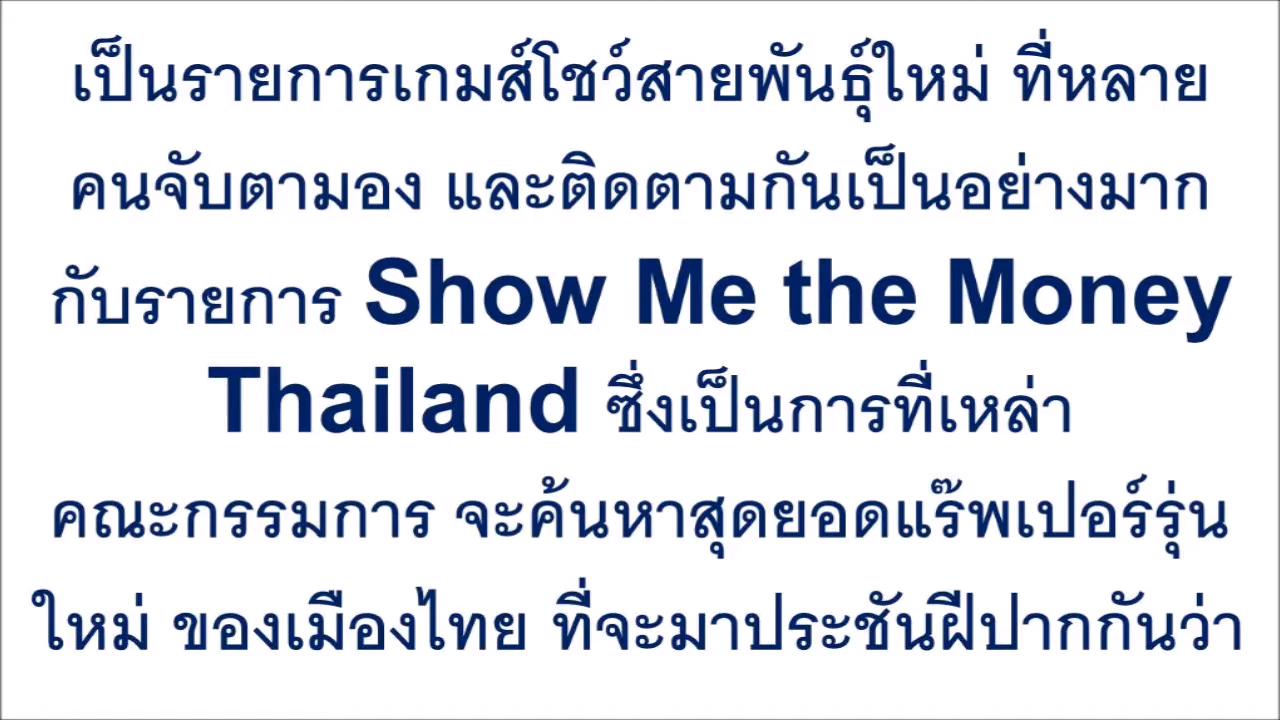 เป็นรายการเกมส์โชว์สายพันธุ์ใหม่ ที่หลาย
คนจับตามอง และติดตามกันเป็นอย่างมาก
กับรายการ Show Me the Money
Thailand ซึ่งเป็นการที่เหล่า
คณะกรรมการ จะค้นหาสุดยอดแร๊พเปอร์รุ่น
ใหม่ ของเมืองไทย ที่จะมาประชันฝีปากกันว่า